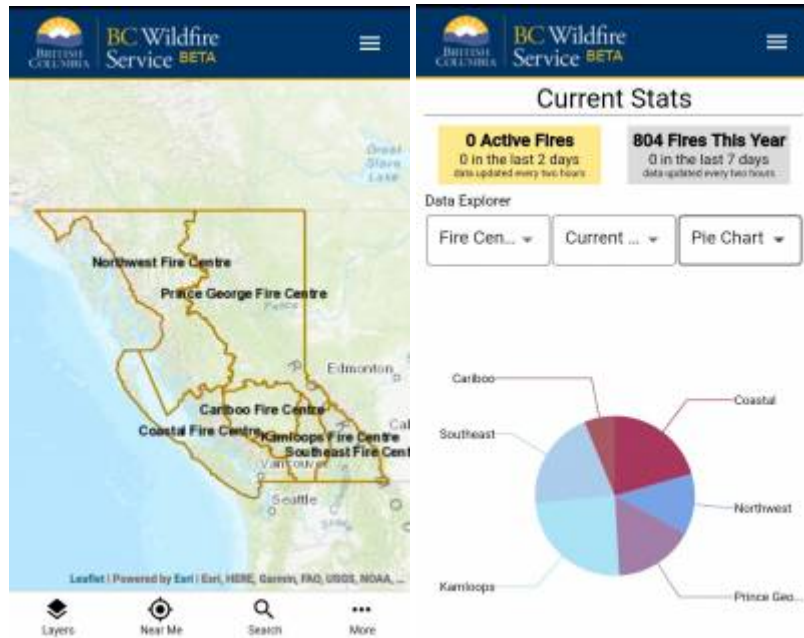 BRITISH
COLUMBIA
BC Wildfire
Service BETA
Great
Slave
Lake
Northwest Fire Centre
Prince George Fire Centre
Edmonton
Cariboo Fire Centre
Coastal Fire Centre
Kamloops Fire Centre
Cal
Southeast Fire Cent
Vancouver
Seattle
Leaflet | Powered by Esri | Esri, HERE, Garmin, FAO, USGS, NOAA, ...
Layers
Near Me
Search
More
BRITISH
COLUMBIA
BC Wildfire
Service BETA
Current Stats
0 Active Fires
0 in the last 2 days
data updated every two hours
804 Fires This Year
0 in the last 7 days
data updated every two hours
Data Explorer
Fire Cen...
Current ...
Pie Chart
Cariboo
Coastal
Southeast
Northwest
Kamloops
Prince Geo...